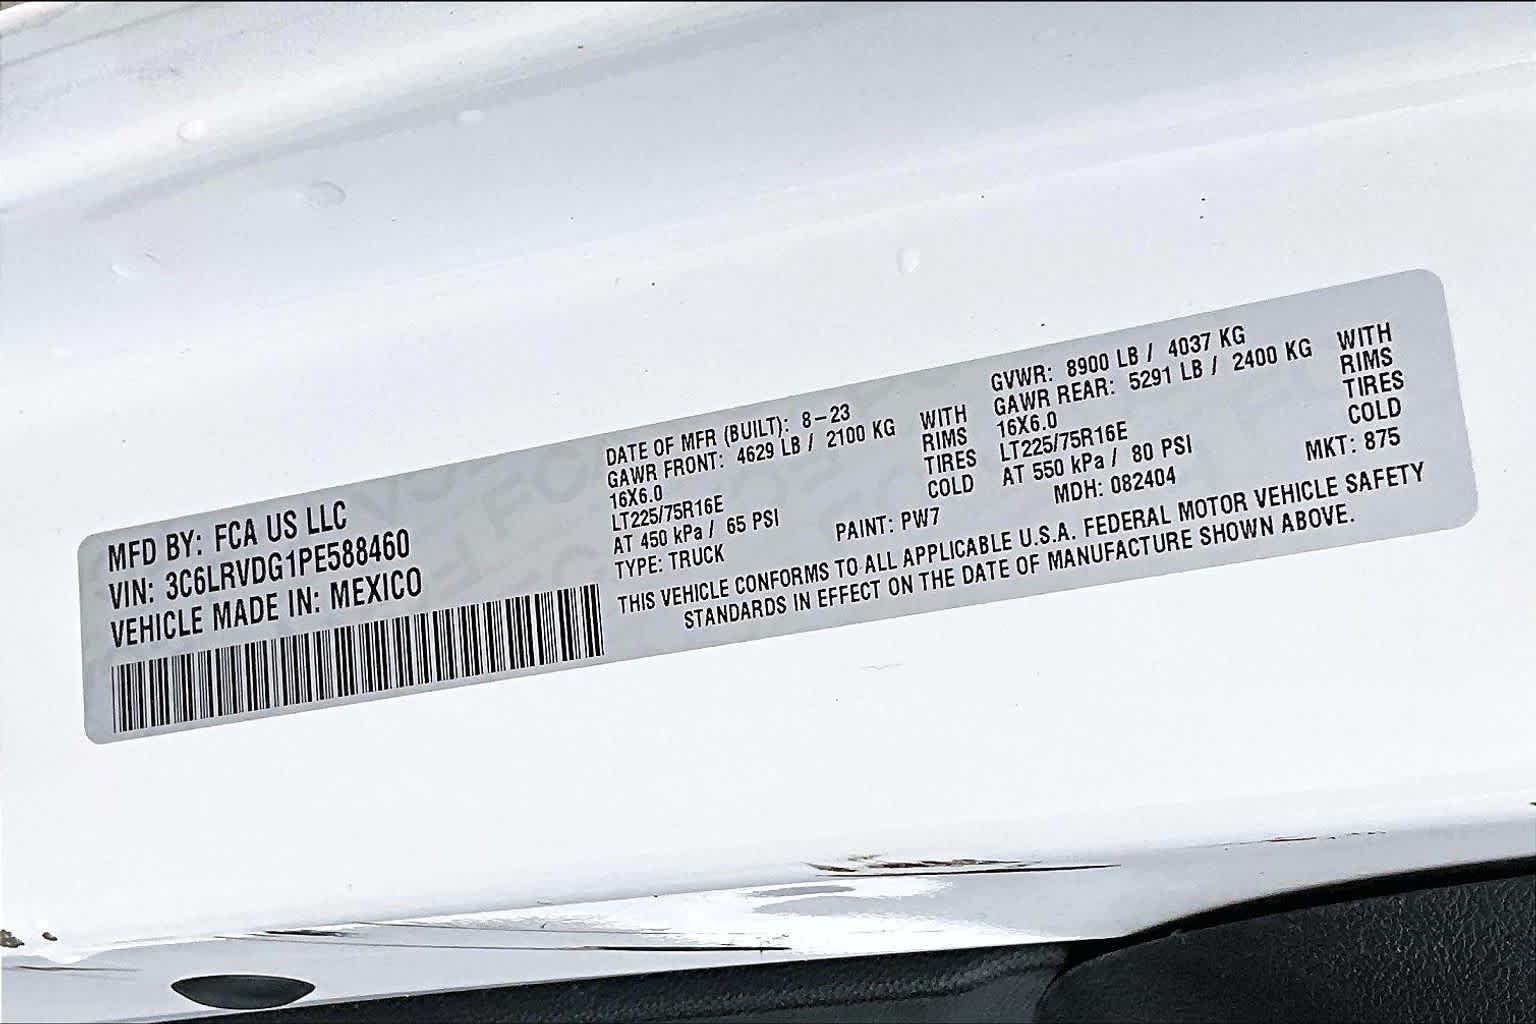 MFD BY: FCA US LLC
VIN: 3C6LRVDG1PE588460
VEHICLE MADE IN: MEXICO
DATE OF MFR (BUILT): 8-23
GAWR FRONT: 4629 LB / 2100 KG WITH
16X6.0 RIMS
LT225/75R16E TIRES
AT 450 kPa / 65 PSI COLD
TYPE: TRUCK PAINT: PW7
GVWR: 8900 LB / 4037 KG
GAWR REAR: 5291 LB / 2400 KG WITH
16X6.0 RIMS
LT225/75R16E TIRES
AT 550 kPa / 80 PSI COLD
MDH: 082404 MKT: 875
THIS VEHICLE CONFORMS TO ALL APPLICABLE U.S.A. FEDERAL MOTOR VEHICLE SAFETY
STANDARDS IN EFFECT ON THE DATE OF MANUFACTURE SHOWN ABOVE.